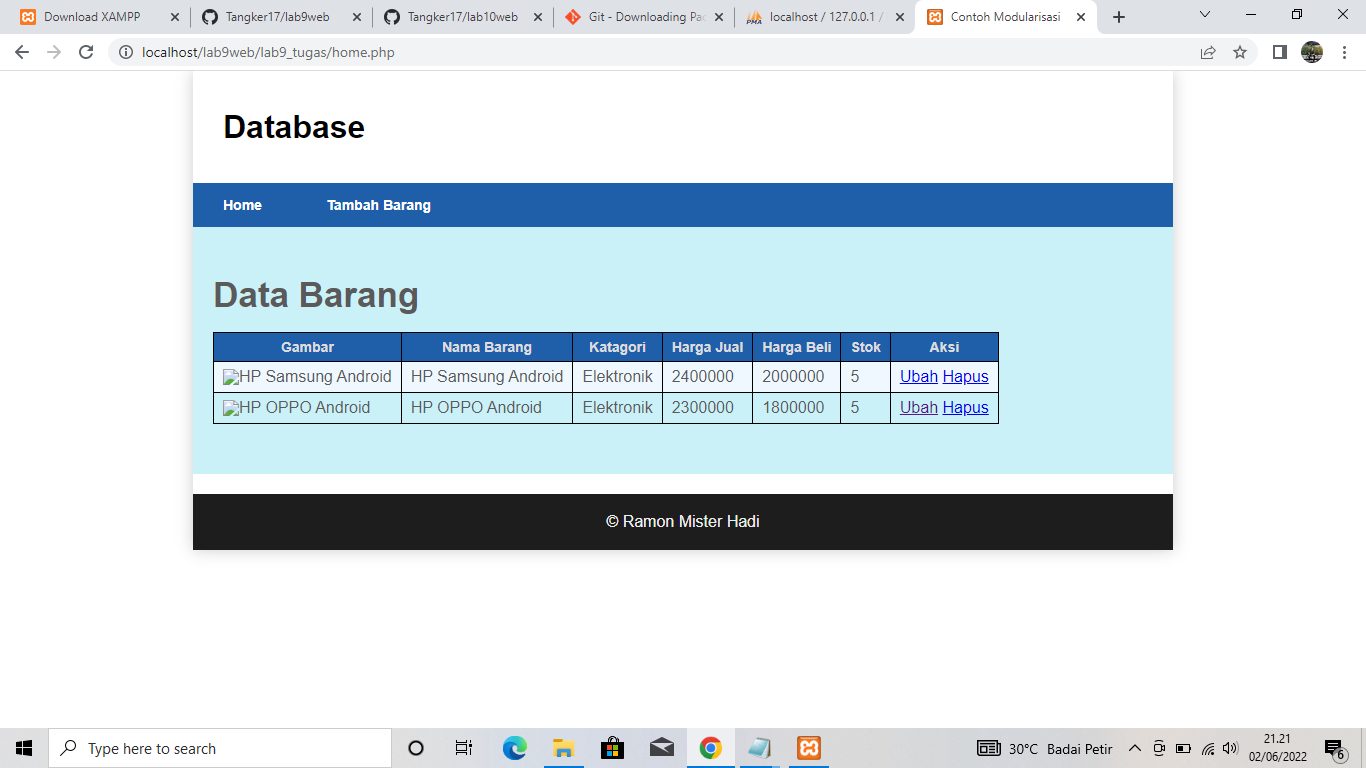 Download XAMPP
Tangker17/lab9web
Tangker17/lab10web
Git - Downloading Pac
localhost / 127.0.0.1 /
Contoh Modularisasi
localhost/lab9web/lab9_tugas/home.php
Database
Home Tambah Barang
Data Barang
Gambar Nama Barang Katagori Harga Jual Harga Beli Stok Aksi
HP Samsung Android HP Samsung Android Elektronik 2400000 2000000 5 Ubah Hapus
HP OPPO Android HP OPPO Android Elektronik 2300000 1800000 5 Ubah Hapus
© Ramon Mister Hadi
Type here to search
30°C Badai Petir
21.21
02/06/2022
6